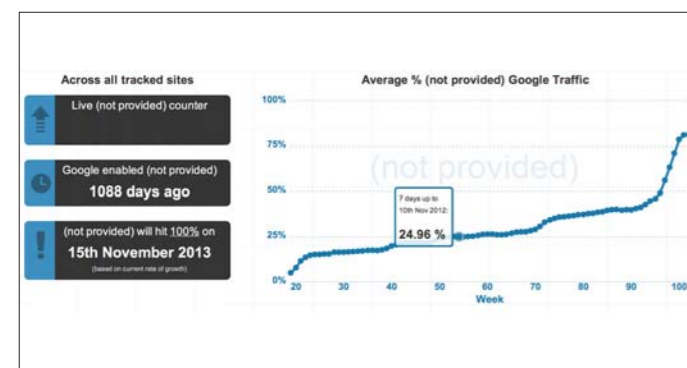 Across all tracked sites
Live (not provided) counter
Google enabled (not provided)
1088 days ago
(not provided) will hit 100% on
15th November 2013
(based on current rate of growth)
Average % (not provided) Google Traffic
100%
75%
50%
25%
0%
(not provided)
7 days up to
10th Nov 2012:
24.96 %
20 30 40 50 60 70 80 90 100
Week